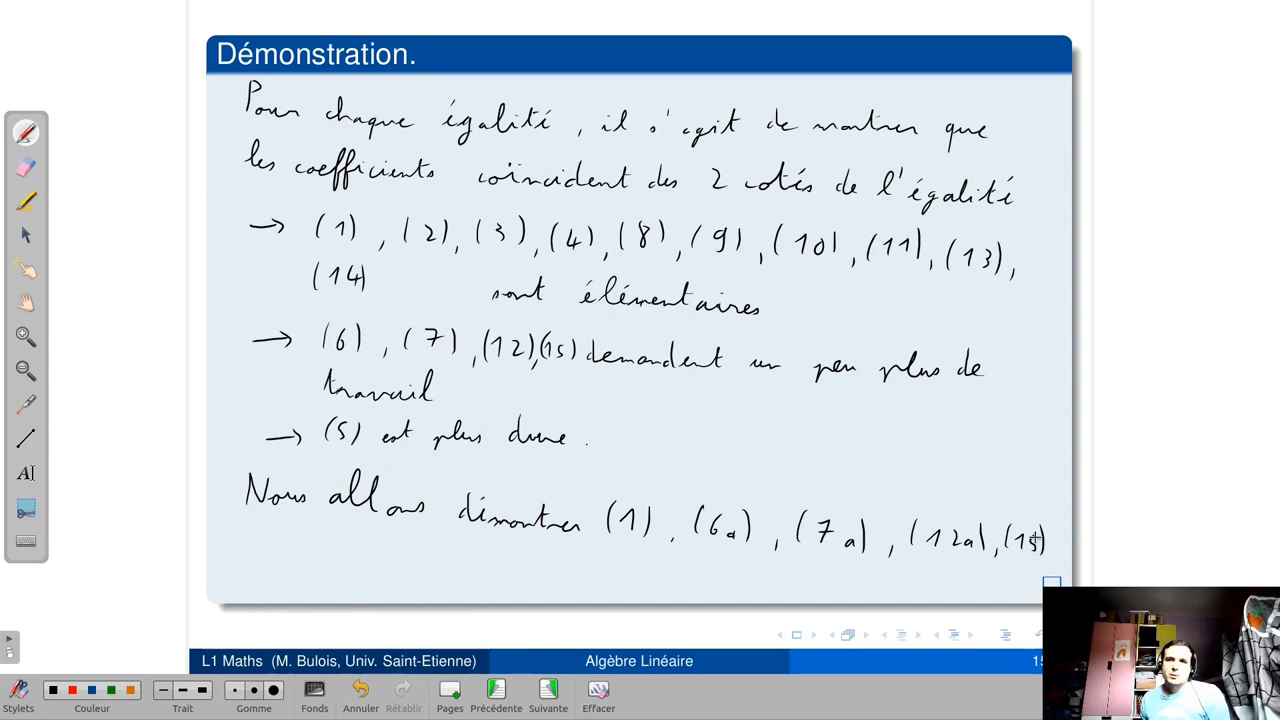 Démonstration.
Pour chaque égalité, il s'agit de montrer que
les coefficients coïncident des 2 cotés de l'égalité
→ (1), (2), (3), (4), (8), (9), (10), (11), (13),
(14) sont élémentaires
→ (6), (7), (12),(15) demandent un peu plus de
travail
→ (5) est plus dure.
Nous allons démontrer (1), (6a), (7a), (12a), (15)
L1 Maths (M. Bulois, Univ. Saint-Etienne) Algèbre Linéaire
Stylets Couleur Trait Gomme Fonds Annuler Rétablir Pages Précédente Suivante Effacer